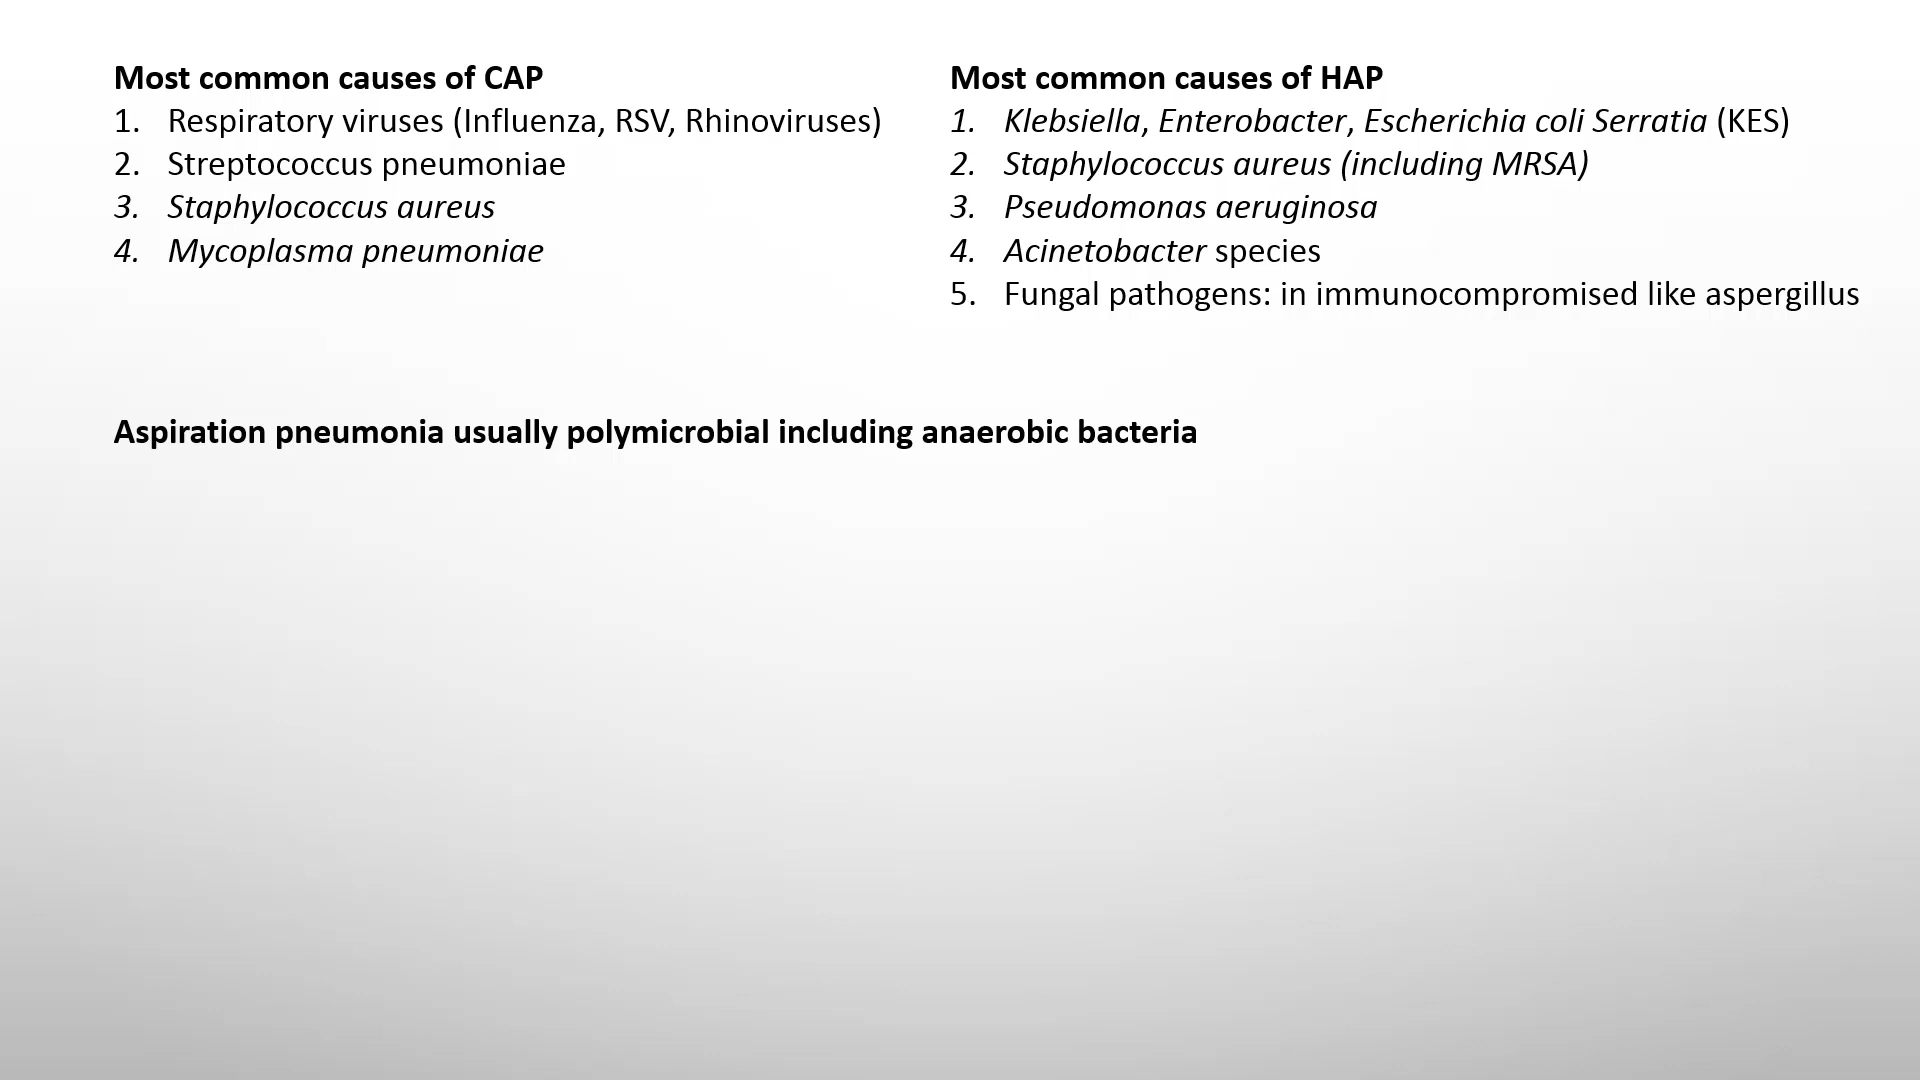 Most common causes of CAP
1. Respiratory viruses (Influenza, RSV, Rhinoviruses)
2. Streptococcus pneumoniae
3. Staphylococcus aureus
4. Mycoplasma pneumoniae
Most common causes of HAP
1. Klebsiella, Enterobacter, Escherichia coli Serratia (KES)
2. Staphylococcus aureus (including MRSA)
3. Pseudomonas aeruginosa
4. Acinetobacter species
5. Fungal pathogens: in immunocompromised like aspergillus
Aspiration pneumonia usually polymicrobial including anaerobic bacteria